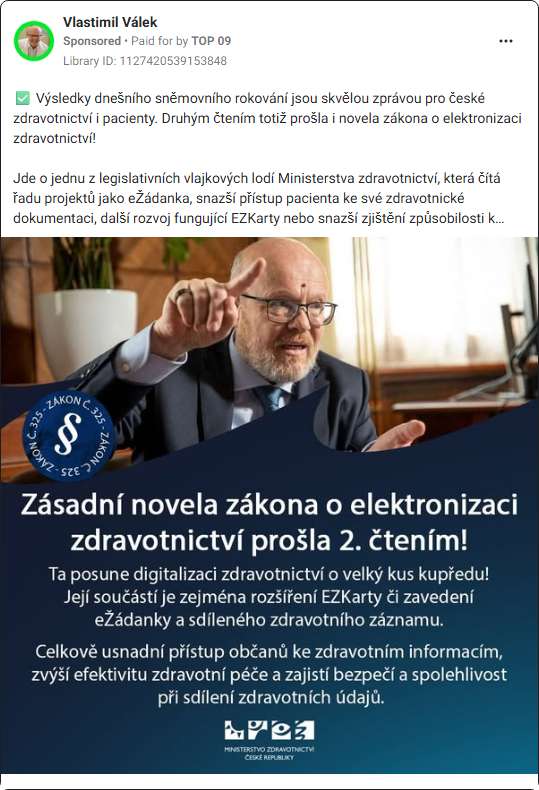 Vlastimil Válek
Sponsored • Paid for by TOP 09
Library ID: 1127420539153848
✅ Výsledky dnešního sněmovního rokování jsou skvělou zprávou pro české
zdravotnictví i pacienty. Druhým čtením totiž prošla i novela zákona o elektronizaci
zdravotnictví!
Jde o jednu z legislativních vlajkových lodí Ministerstva zdravotnictví, která čítá
řadu projektů jako eŽádanka, snazší přístup pacienta ke své zdravotnické
dokumentaci, další rozvoj fungující EZKarty nebo snazší zjištění způsobilosti k...
ZÁKON Č. 325 - ZÁKON Č. 325 - ZÁKON Č. 325 -
§
Zásadní novela zákona o elektronizaci
zdravotnictví prošla 2. čtením!
Ta posune digitalizaci zdravotnictví o velký kus kupředu!
Její součástí je zejména rozšíření EZKarty či zavedení
eŽádanky a sdíleného zdravotního záznamu.
Celkově usnadní přístup občanů ke zdravotním informacím,
zvýší efektivitu zdravotní péče a zajistí bezpečí a spolehlivost
při sdílení zdravotních údajů.
MINISTERSTVO ZDRAVOTNICTVÍ
ČESKÉ REPUBLIKY